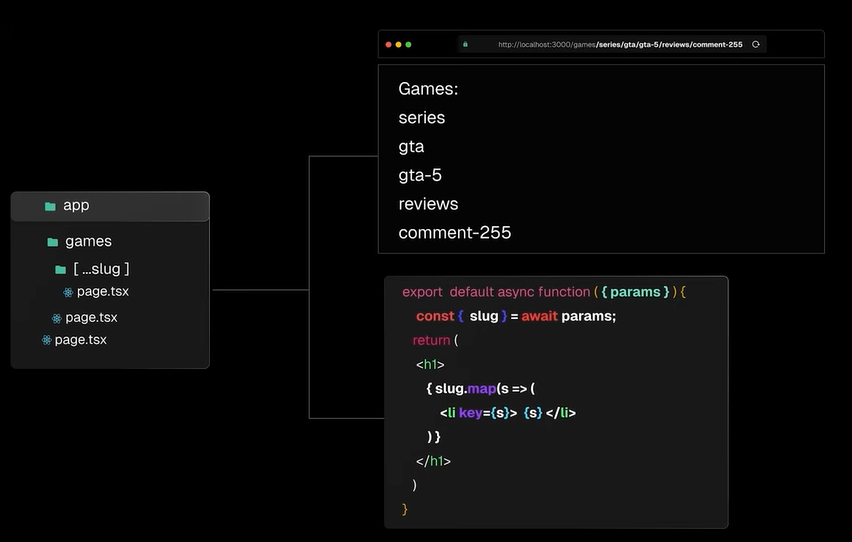 http://localhost:3000/games/series/gta/gta-5/reviews/comment-255
Games:
series
gta
gta-5
reviews
comment-255
app
games
[ ...slug ]
page.tsx
page.tsx
page.tsx
export default async function ( { params } ) {
const { slug } = await params;
return (
<h1>
{ slug.map(s => (
<li key={s}> {s} </li>
) }
</h1>
)
}